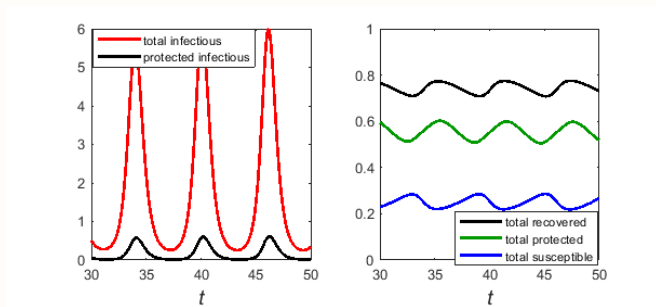 6
5
4
3
2
1
0
total infectious
protected infectious
30 35 40 45 50
t
1
0.8
0.6
0.4
0.2
0
total recovered
total protected
total susceptible
30 35 40 45 50
t